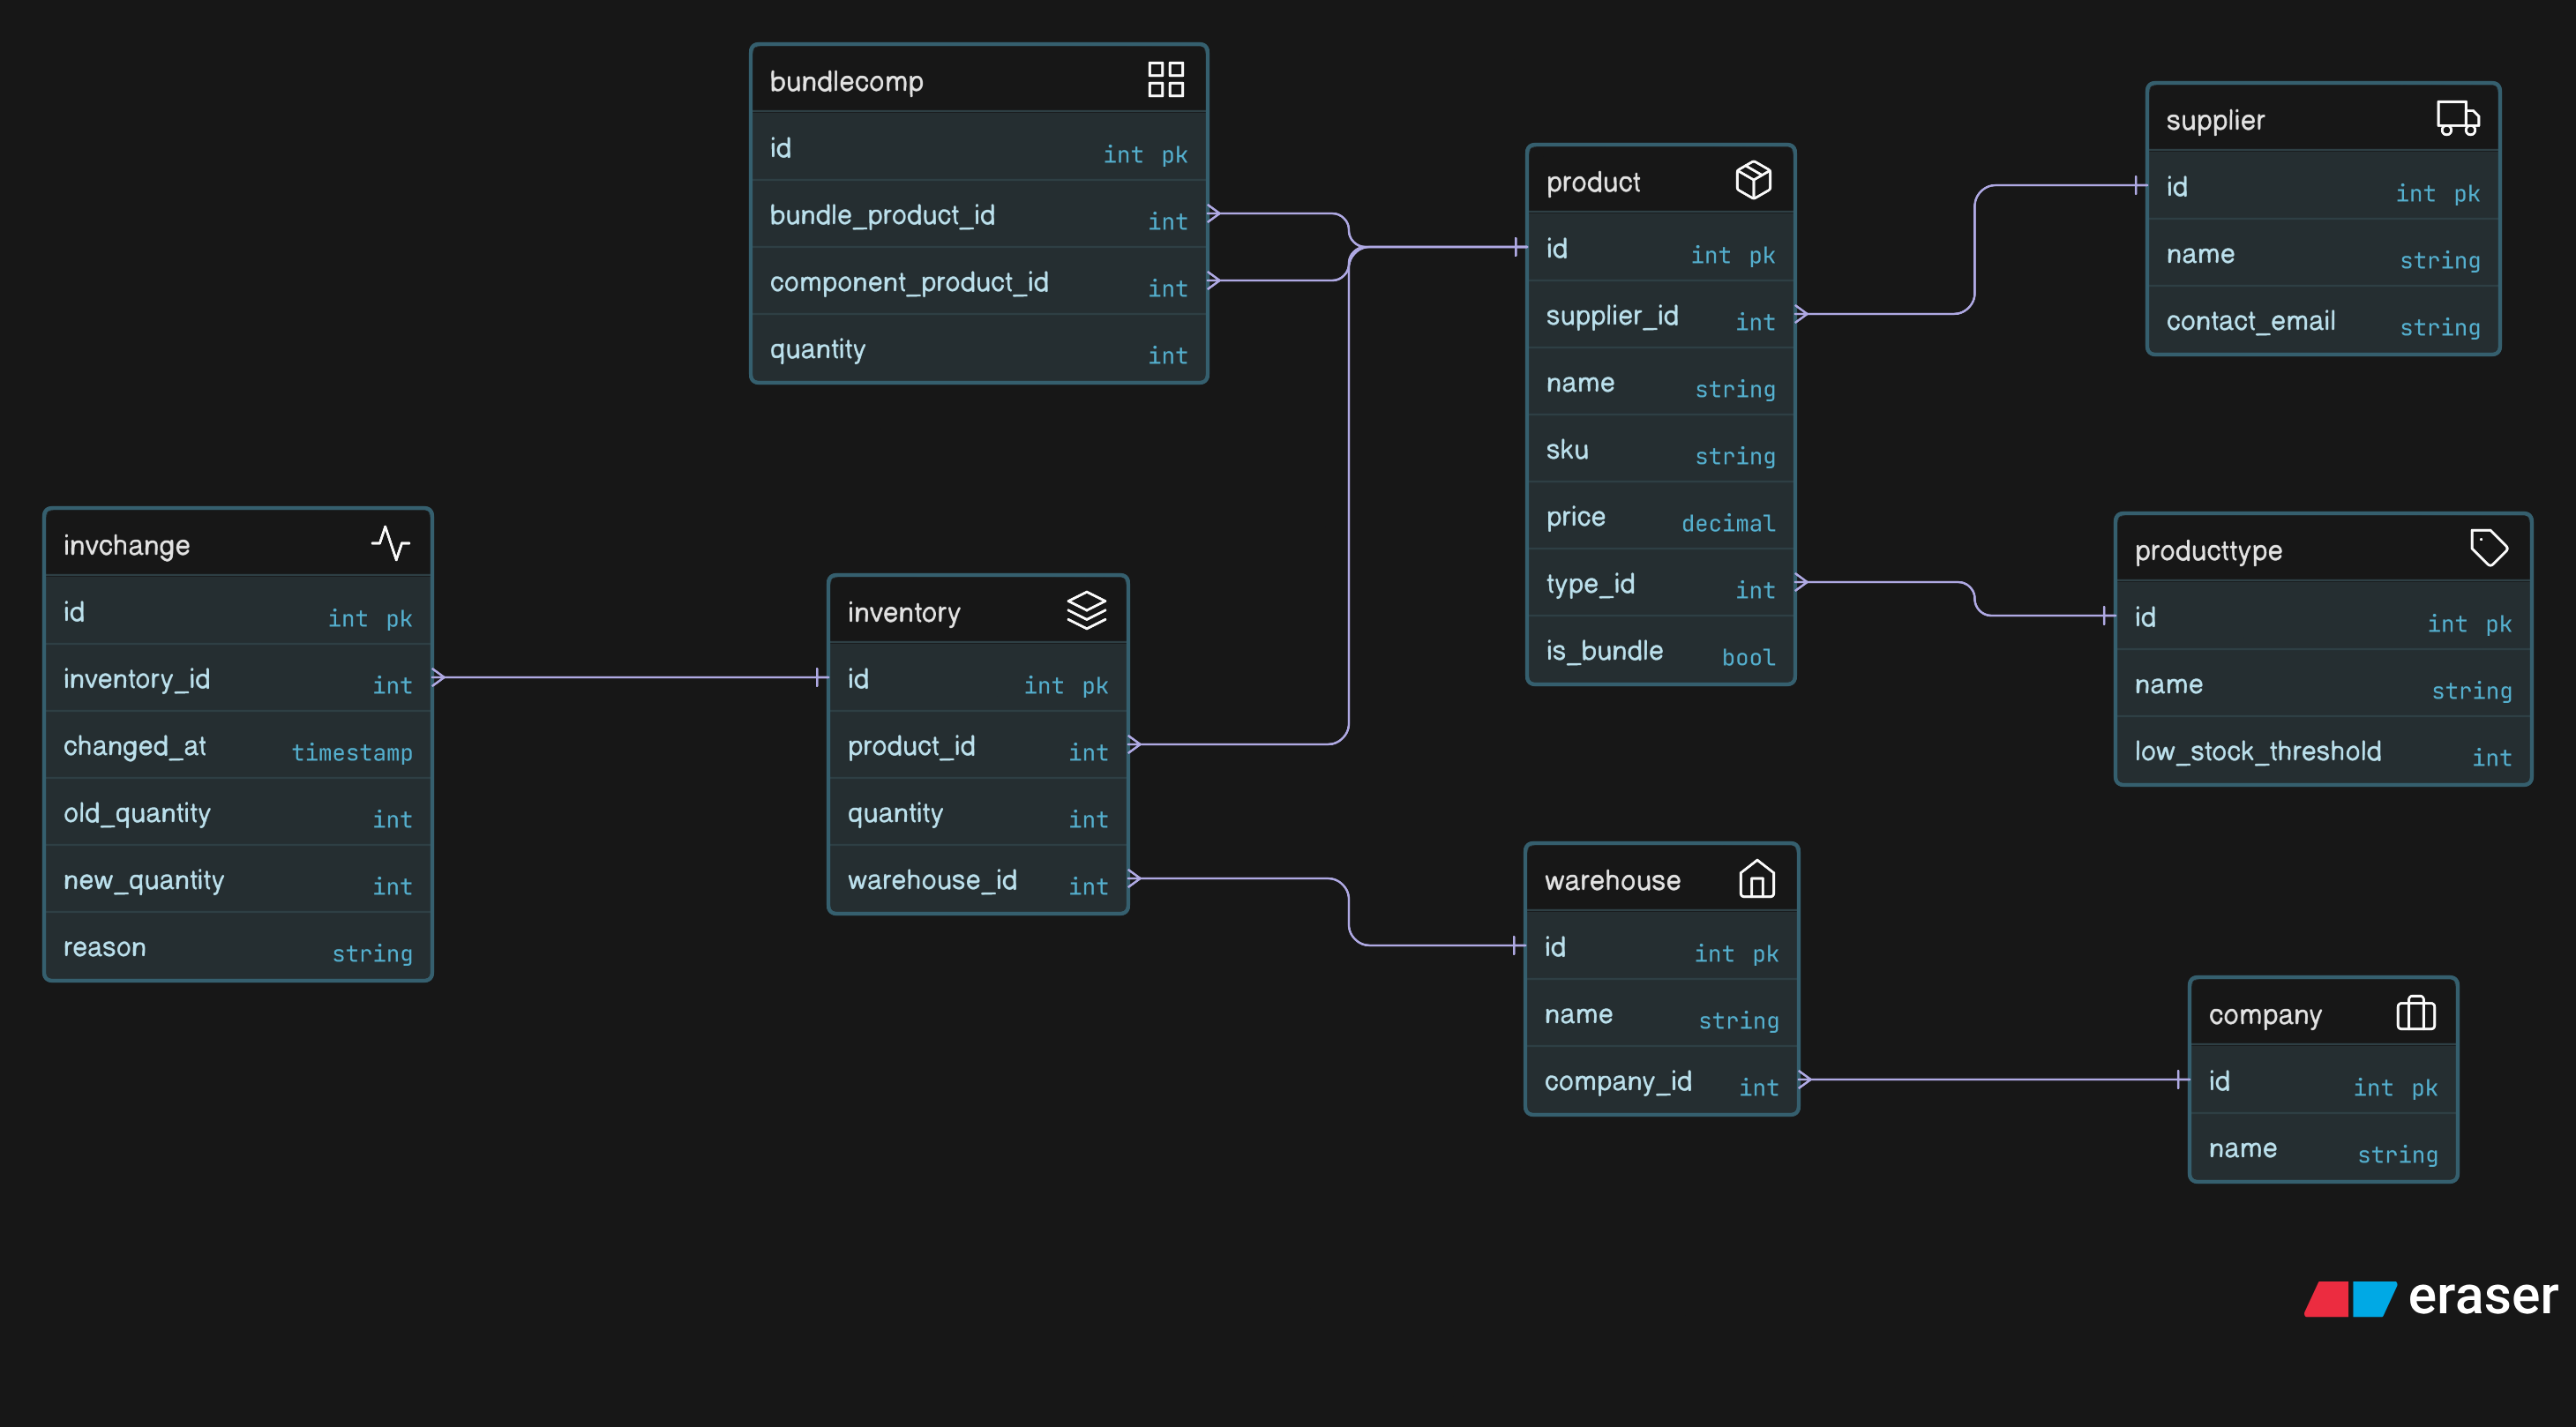 bundlecomp
id int pk
bundle_product_id int
component_product_id int
quantity int
product
id int pk
supplier_id int
name string
sku string
price decimal
type_id int
is_bundle bool
supplier
id int pk
name string
contact_email string
invchange
id int pk
inventory_id int
changed_at timestamp
old_quantity int
new_quantity int
reason string
inventory
id int pk
product_id int
quantity int
warehouse_id int
producttype
id int pk
name string
low_stock_threshold int
warehouse
id int pk
name string
company_id int
company
id int pk
name string
eraser